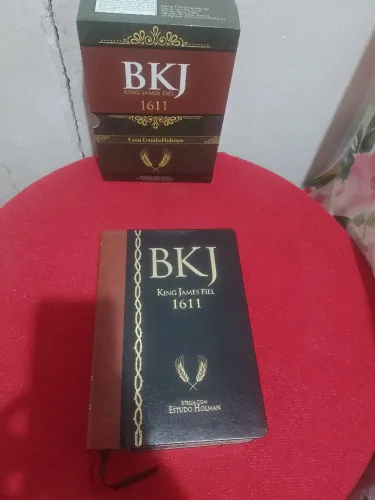 BKJ
KING JAMES FIEL
1611
Com Estudo Holman
BKJ
KING JAMES FIEL
1611
BÍBLIA COM
ESTUDO HOLMAN